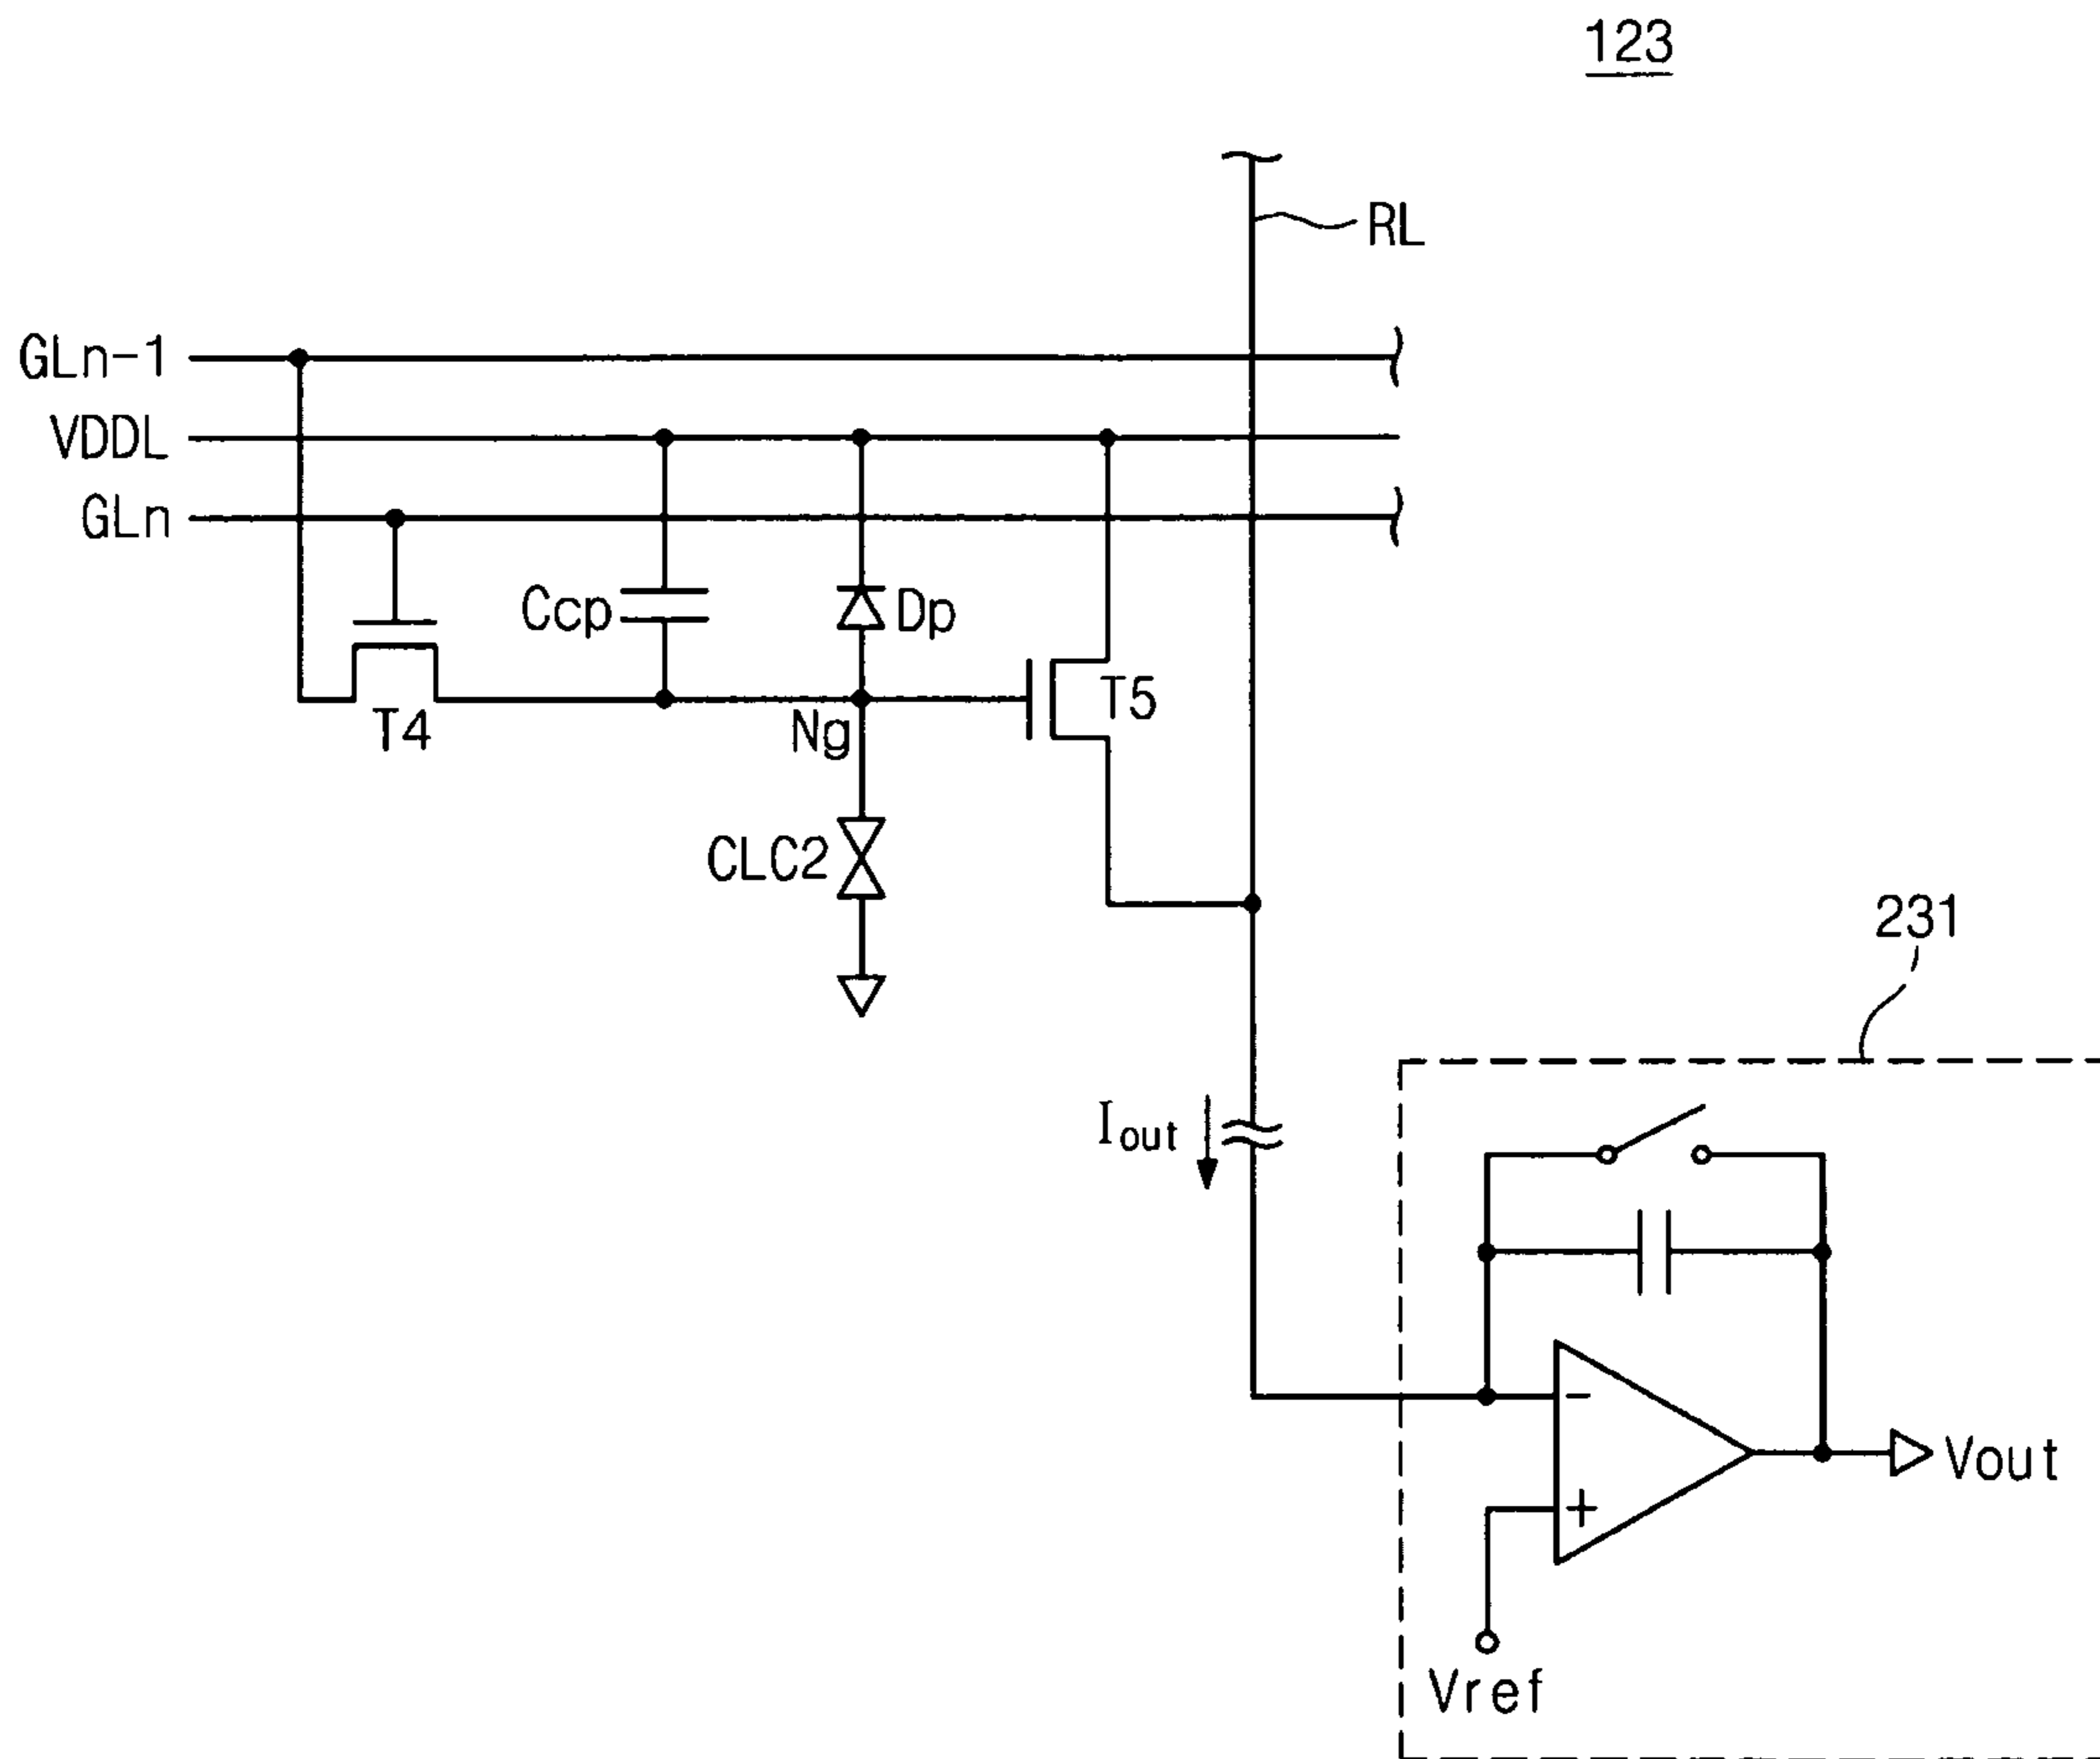 123
RL
GLn-1
VDDL
GLn
Ccp
Dp
T4
Ng
T5
CLC2
231
Iout
-
+
Vout
Vref